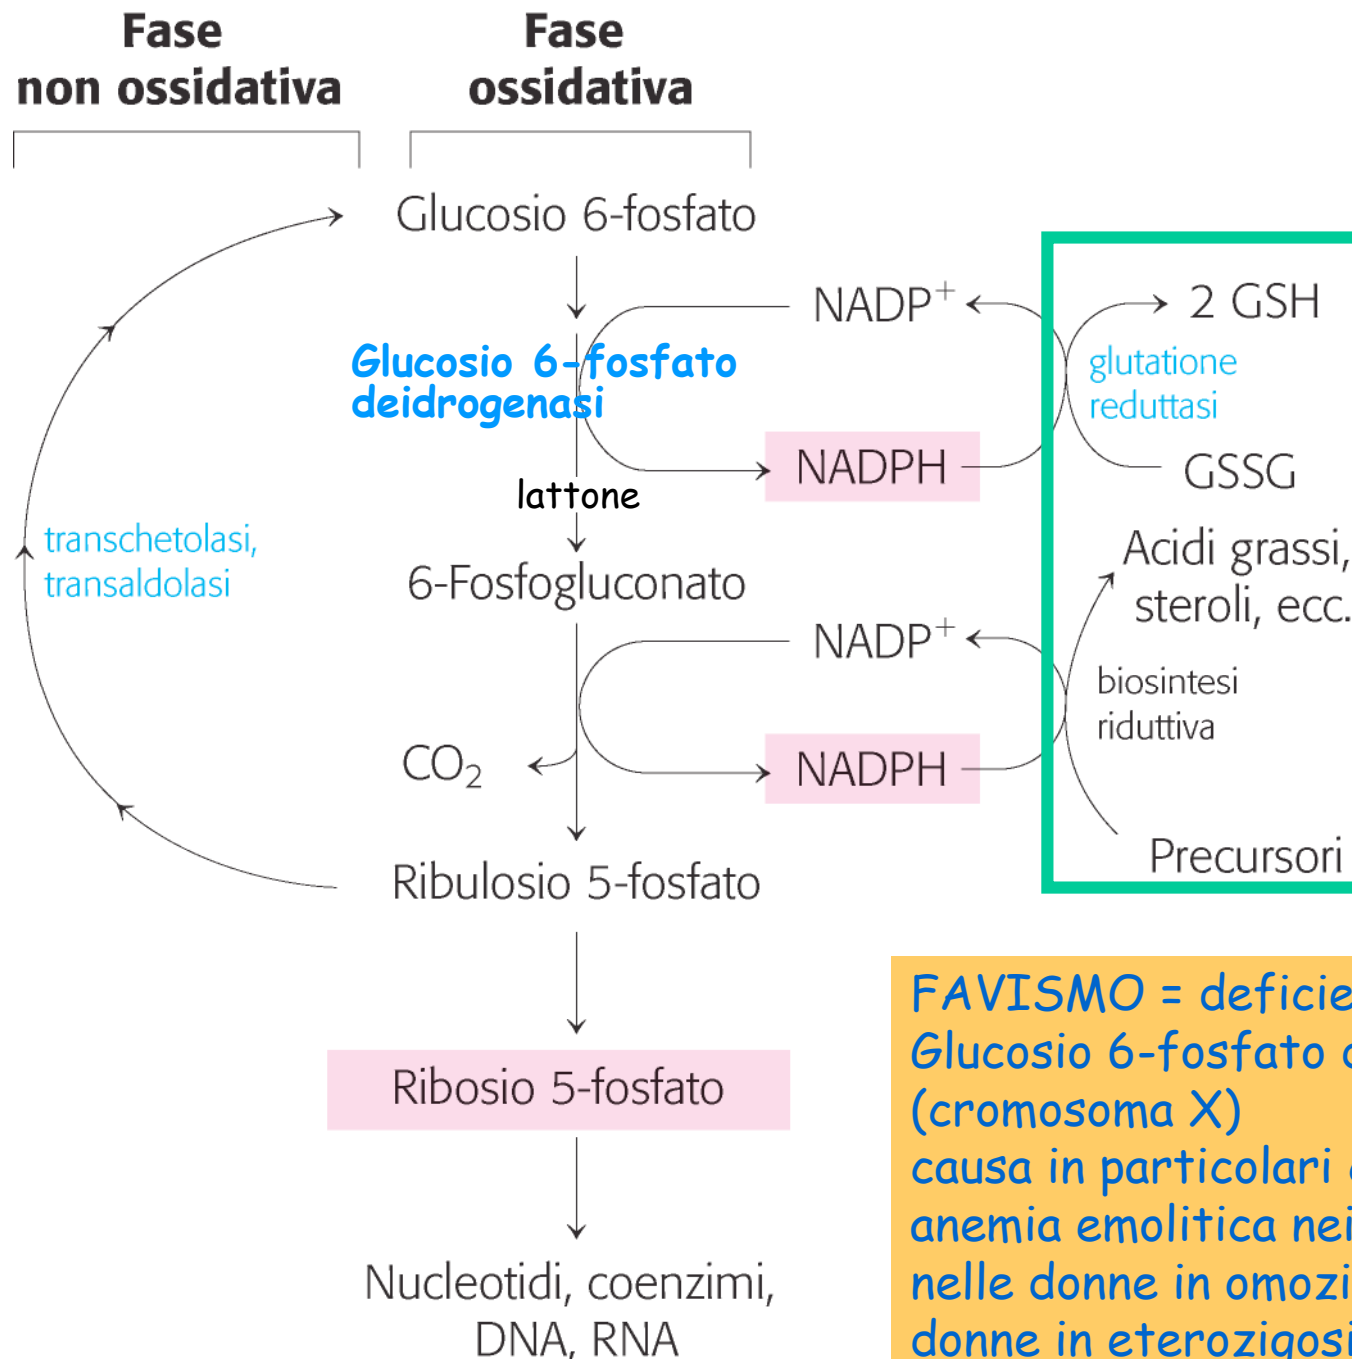 Fase
non ossidativa
Fase
ossidativa
Glucosio 6-fosfato
NADP+
2 GSH
Glucosio 6-fosfato
deidrogenasi
glutatione
reduttasi
NADPH
GSSG
lattone
transchetolasi,
transaldolasi
6-Fosfogluconato
Acidi grassi,
steroli, ecc.
NADP+
biosintesi
riduttiva
CO₂
NADPH
Precursori
Ribulosio 5-fosfato
FAVISMO =
Glucosio 6-fosfato
(cromosoma X)
causa in particolari
anemia emolitica nei
nelle donne in
donne in
Ribosio 5-fosfato
Nucleotidi, coenzimi,
DNA, RNA